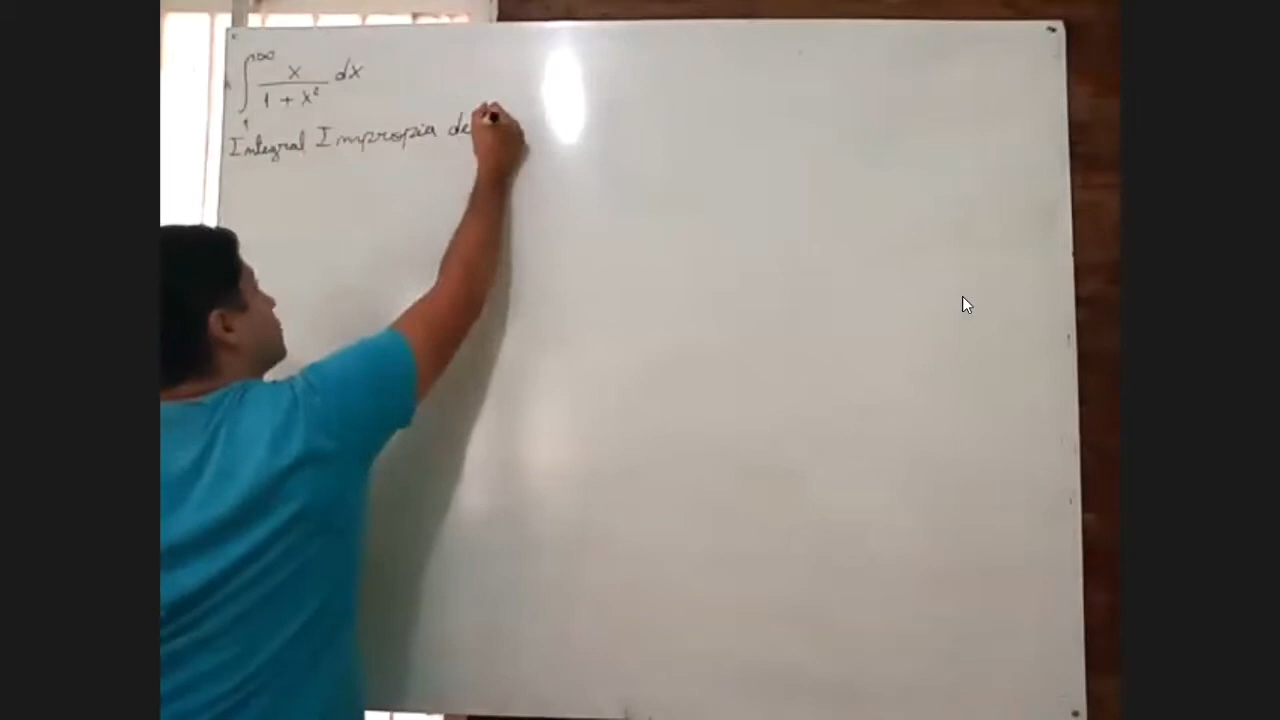 ∫₁^{+∞} x / (1 + x²) dx
Integral Impropia de